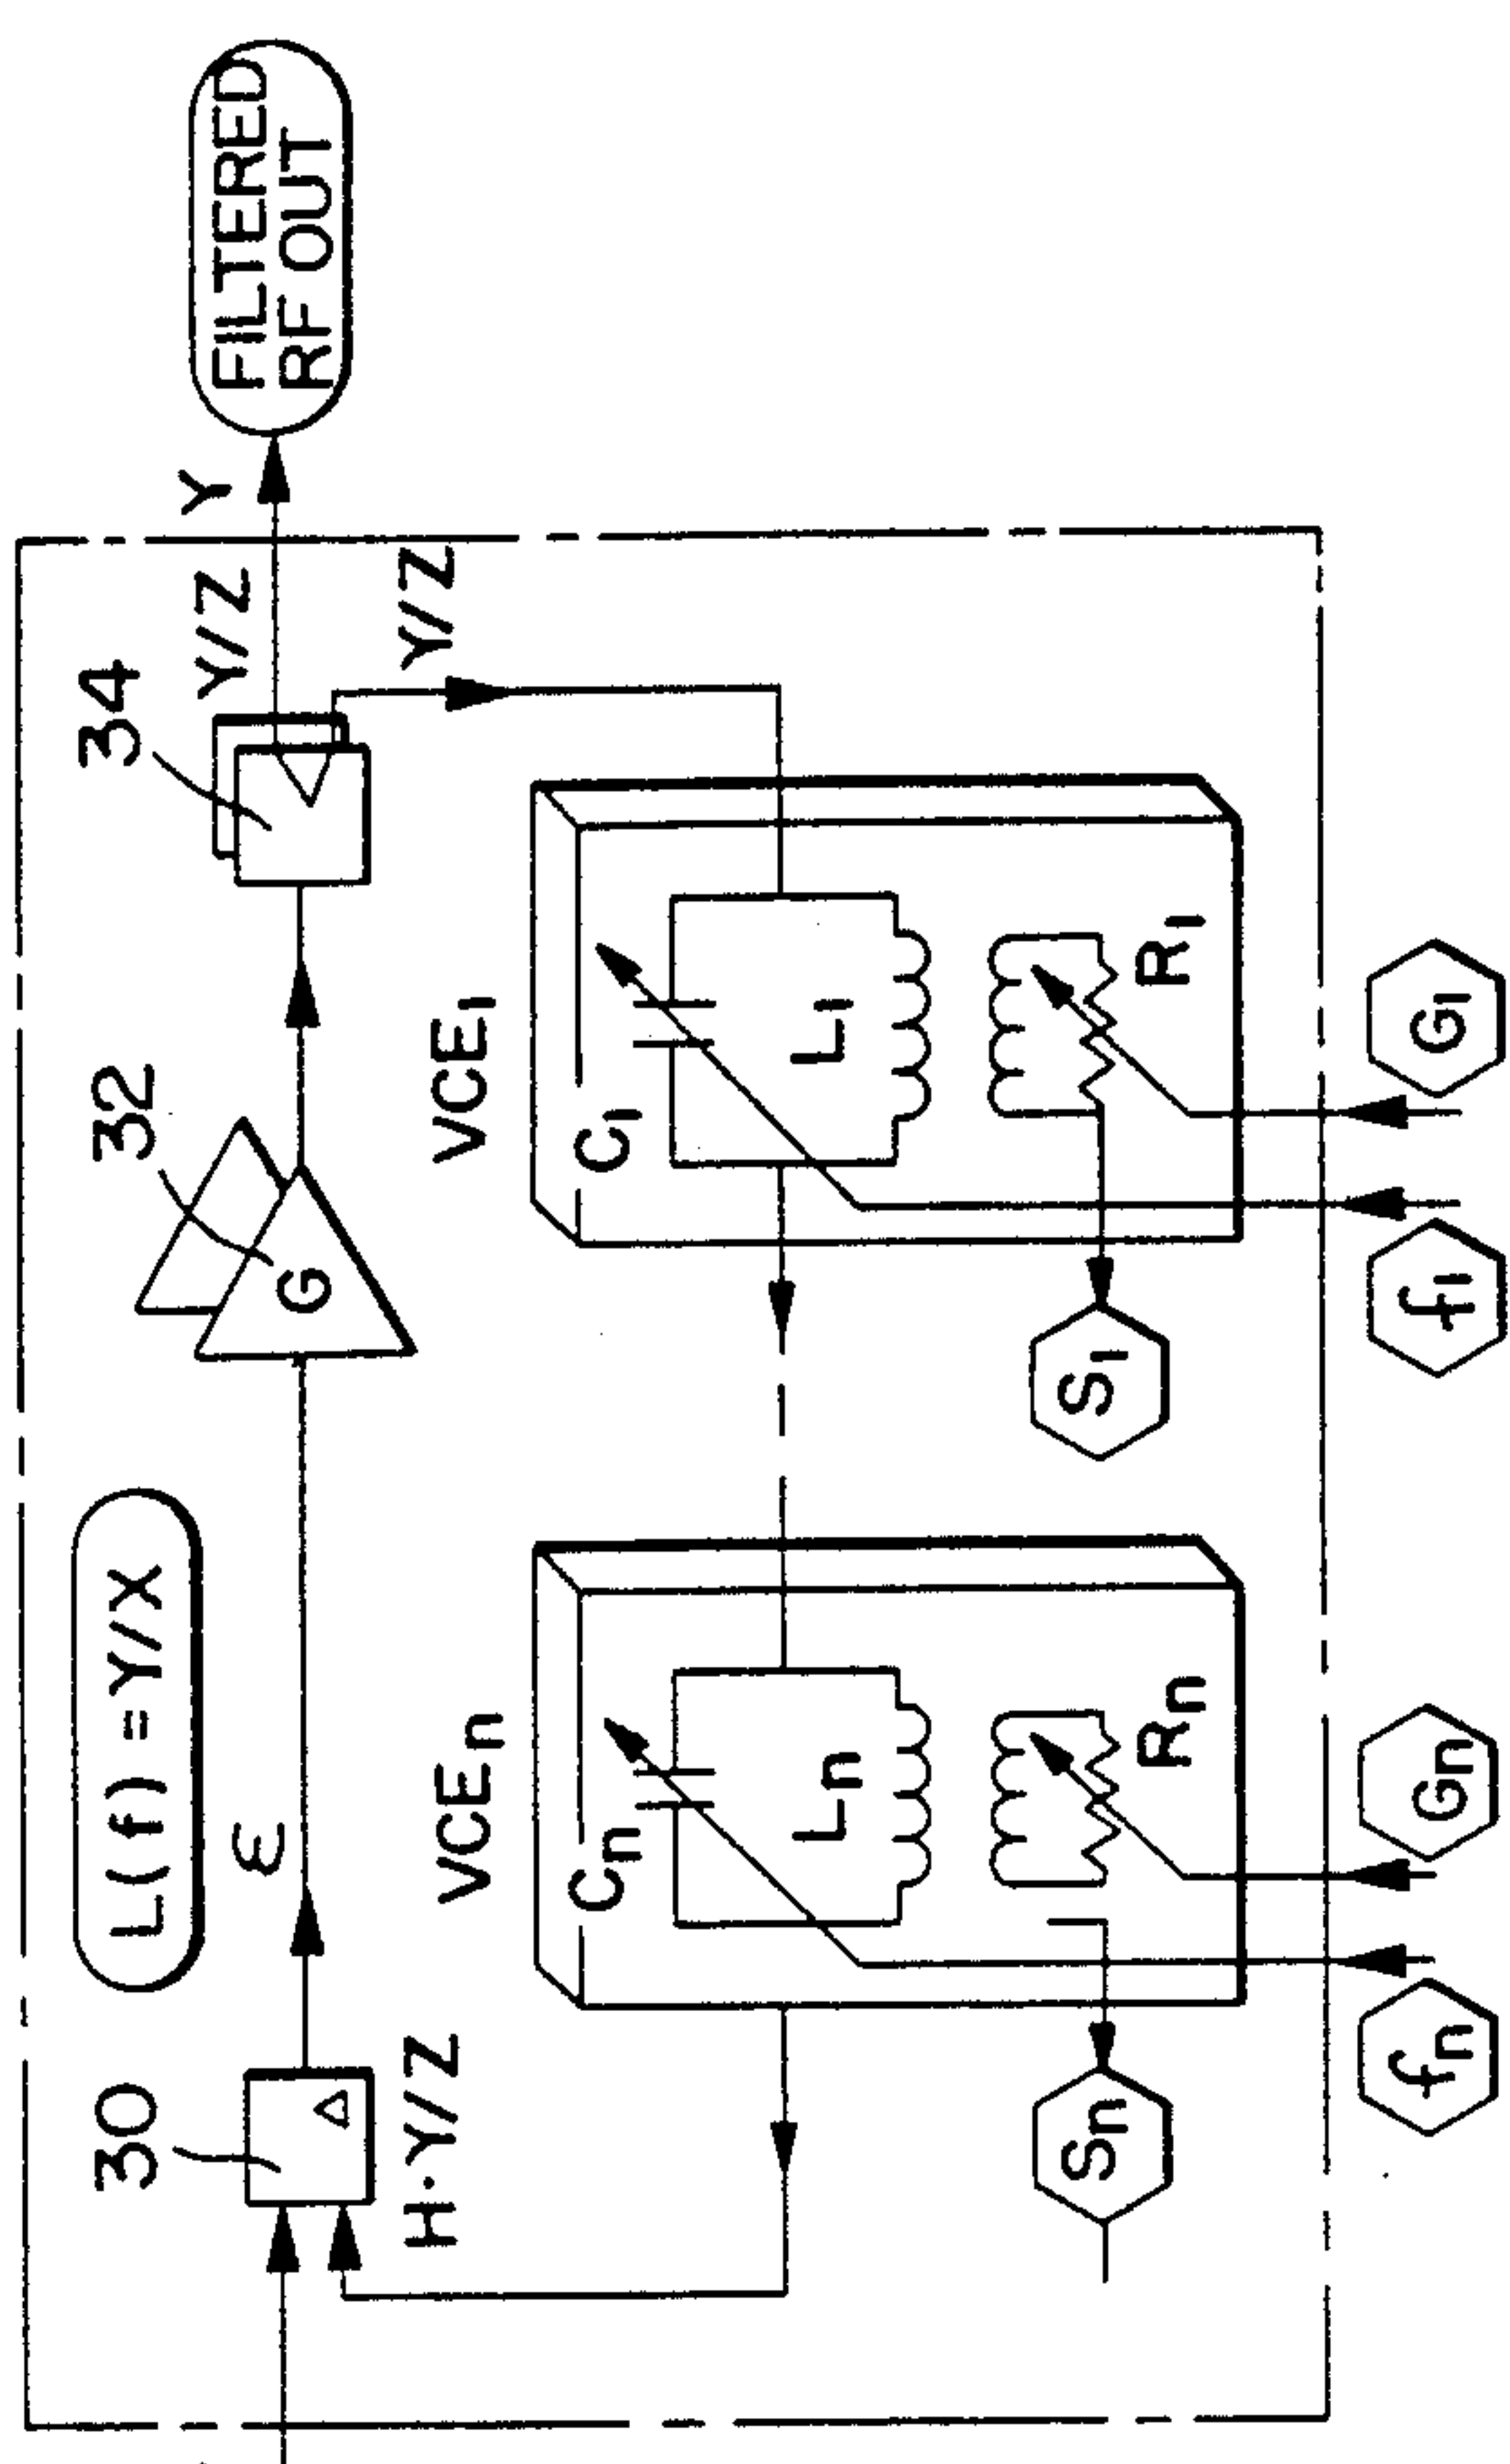 L(f) = Y/X
30
ε
32
G
34
Y/Z
Y
FILTERED
RF OUT
H·Y/Z
Y/Z
VCEn
Cn
Ln
Rn
VCE1
C1
L1
R1
Sn
S1
fn
Gn
f1
G1